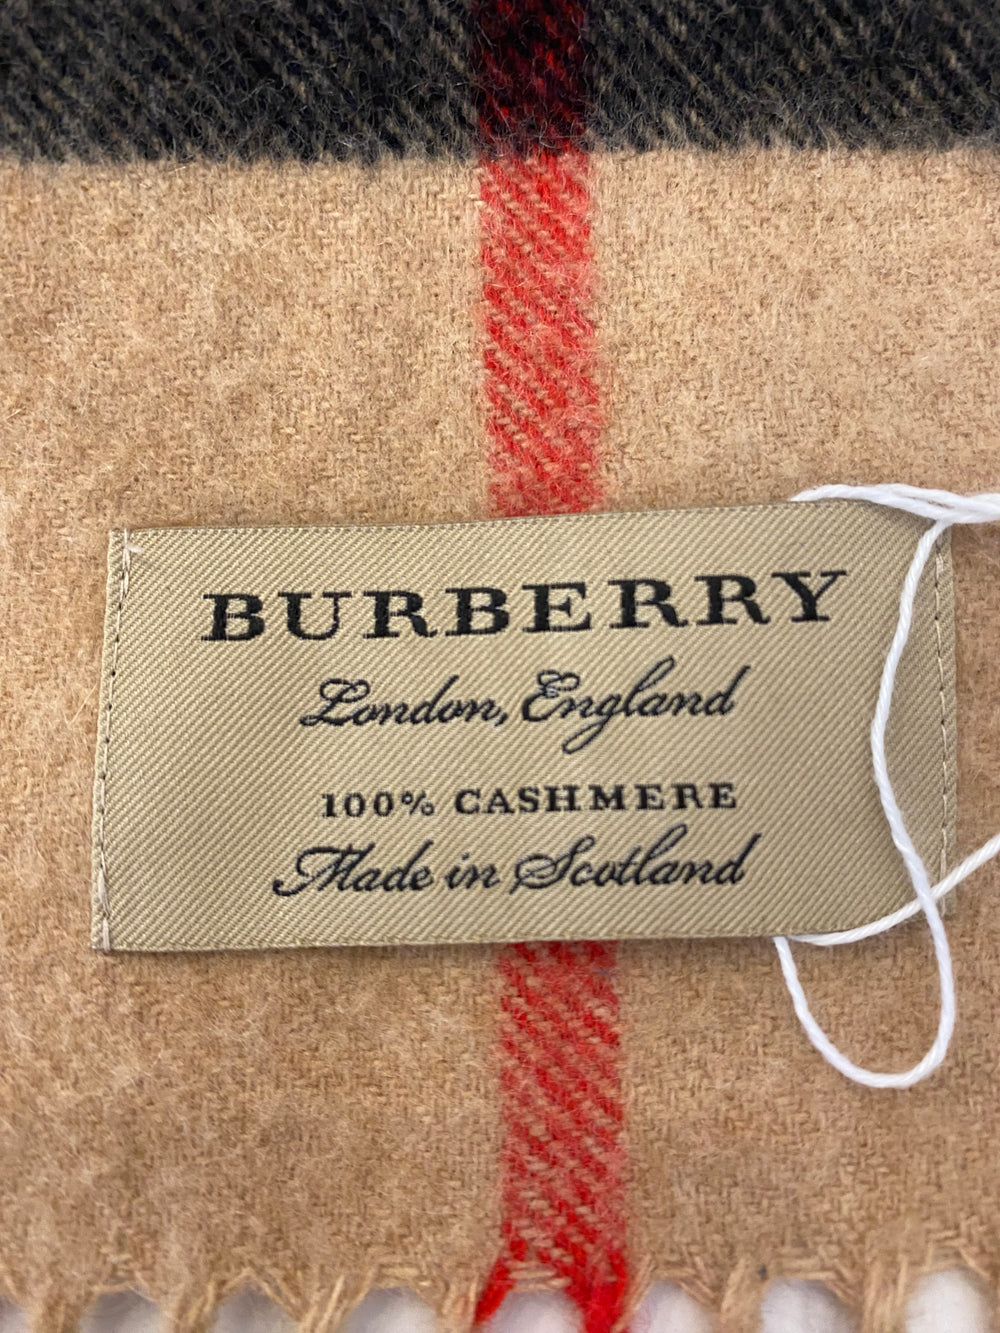 BURBERRY
London, England
100% CASHMERE
Made in Scotland